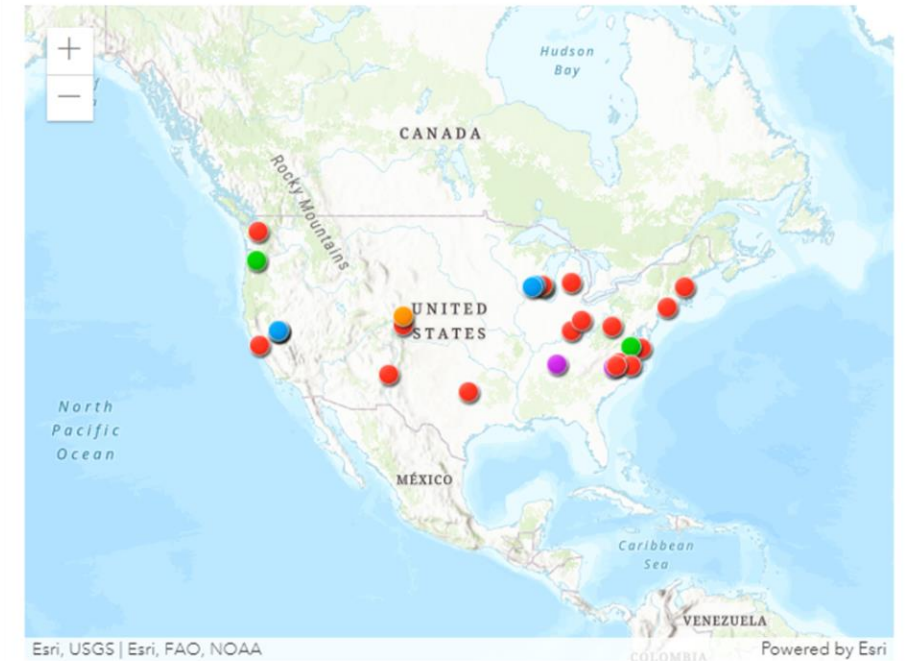 +
Hudson
Bay
−
CANADA
Rocky Mountains
UNITED
STATES
North
Pacific
Ocean
MÉXICO
Caribbean
Sea
VENEZUELA
COLOMBIA
Esri, USGS | Esri, FAO, NOAA
Powered by Esri